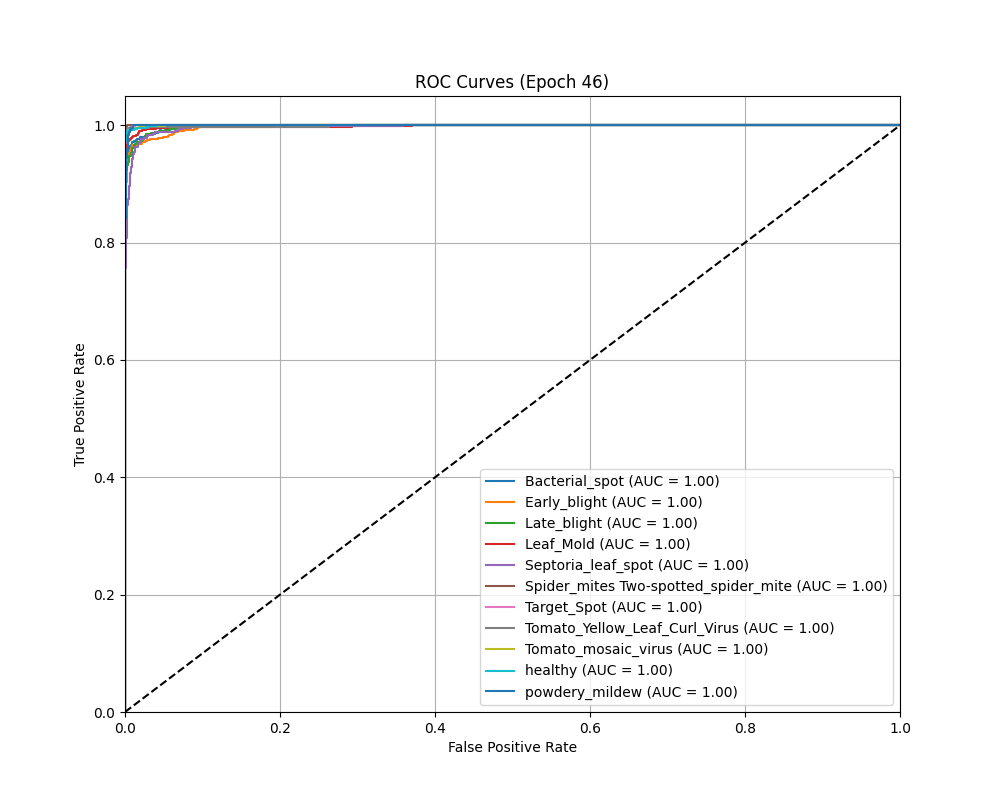 ROC Curves (Epoch 46)
True Positive Rate
1.0
0.8
0.6
0.4
0.2
0.0
Bacterial_spot (AUC = 1.00)
Early_blight (AUC = 1.00)
Late_blight (AUC = 1.00)
Leaf_Mold (AUC = 1.00)
Septoria_leaf_spot (AUC = 1.00)
Spider_mites Two-spotted_spider_mite (AUC = 1.00)
Target_Spot (AUC = 1.00)
Tomato_Yellow_Leaf_Curl_Virus (AUC = 1.00)
Tomato_mosaic_virus (AUC = 1.00)
healthy (AUC = 1.00)
powdery_mildew (AUC = 1.00)
0.0 0.2 0.4 0.6 0.8 1.0
False Positive Rate